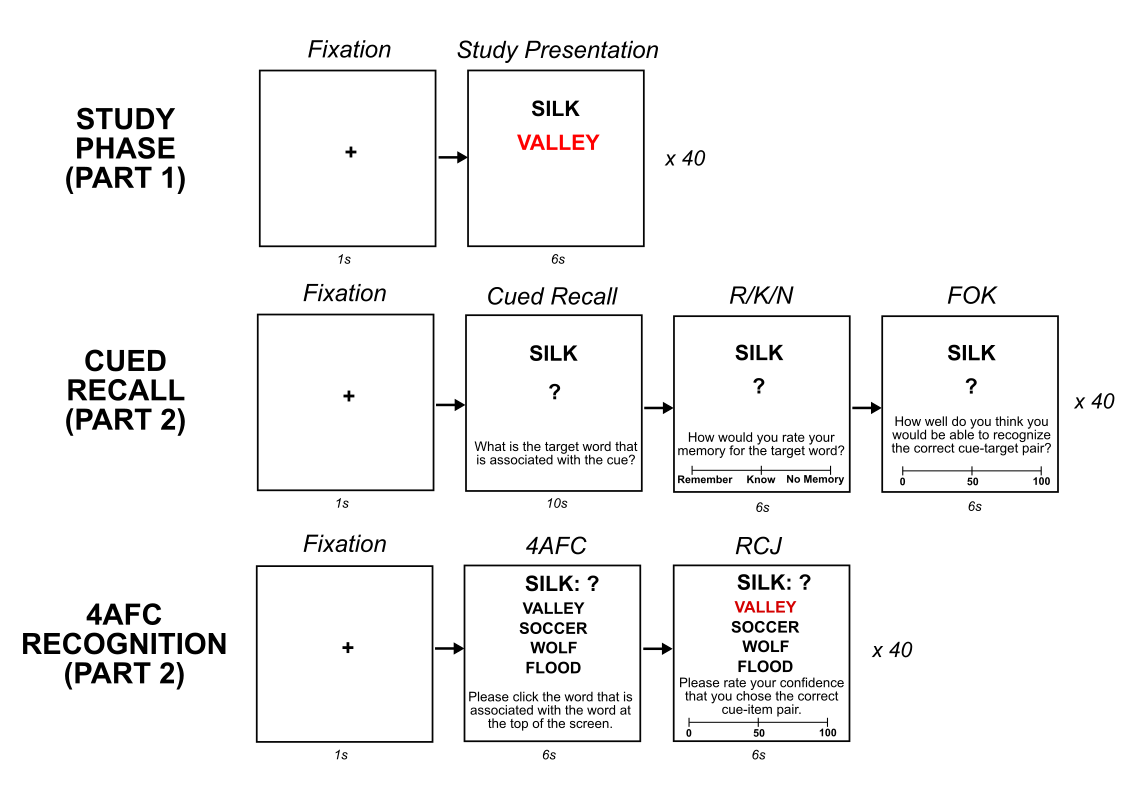 Fixation
Study Presentation
STUDY
PHASE
(PART 1)
+
SILK
VALLEY
x 40
1s
6s
Fixation
Cued Recall
R/K/N
FOK
CUED
RECALL
(PART 2)
+
SILK
?
What is the target word that
is associated with the cue?
SILK
?
How would you rate your
memory for the target word?
Remember Know No Memory
SILK
?
How well do you think you
would be able to recognize
the correct cue-target pair?
0 50 100
x 40
1s
10s
6s
6s
Fixation
4AFC
RCJ
4AFC
RECOGNITION
(PART 2)
+
SILK: ?
VALLEY
SOCCER
WOLF
FLOOD
Please click the word that is
associated with the word at
the top of the screen.
SILK: ?
VALLEY
SOCCER
WOLF
FLOOD
Please rate your confidence
that you chose the correct
cue-item pair.
0 50 100
x 40
1s
6s
6s